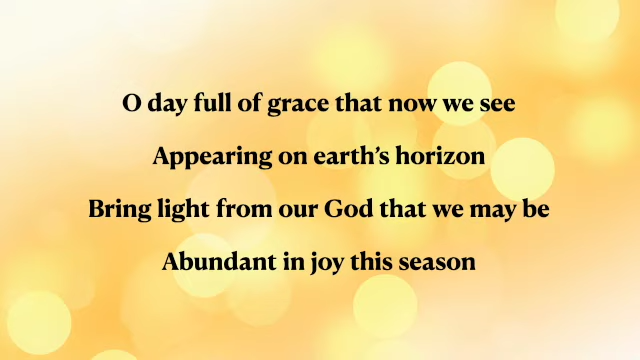 O day full of grace that now we see
Appearing on earth’s horizon
Bring light from our God that we may be
Abundant in joy this season